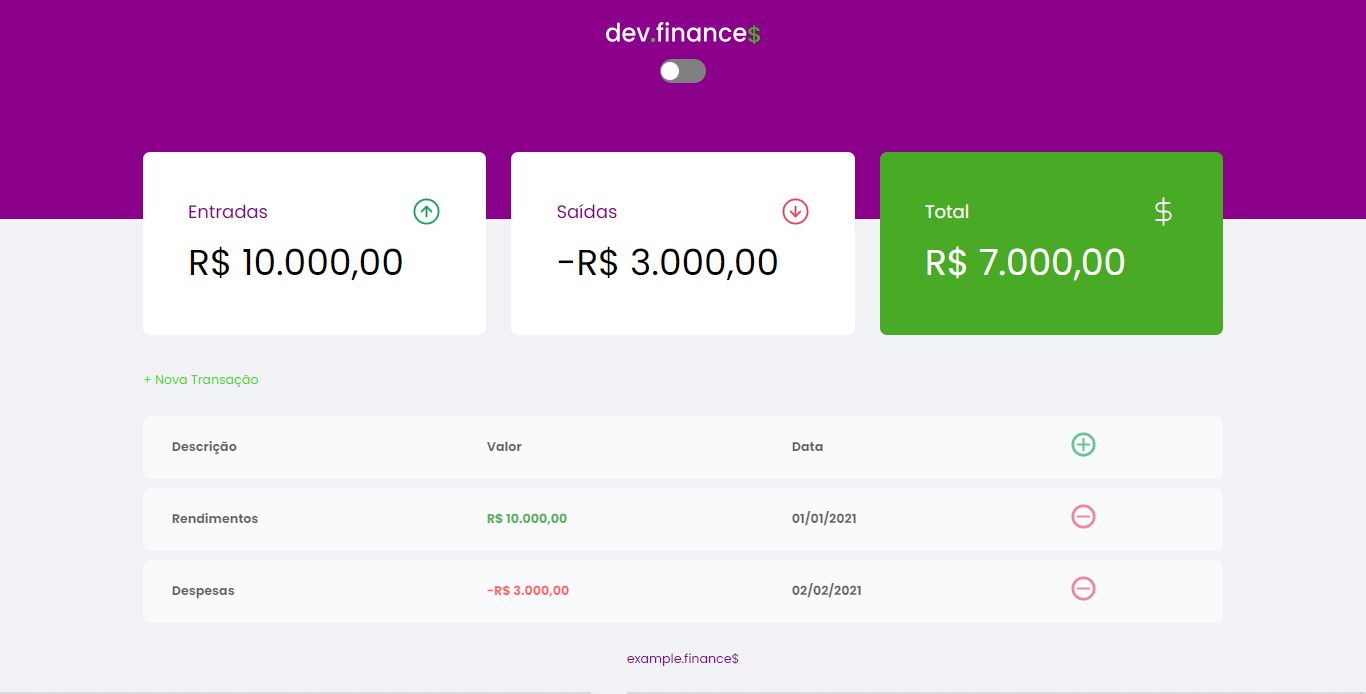 dev.finance$
Entradas
R$ 10.000,00
Saídas
-R$ 3.000,00
Total
$
R$ 7.000,00
+ Nova Transação
Descrição Valor Data
Rendimentos R$ 10.000,00 01/01/2021
Despesas -R$ 3.000,00 02/02/2021
example.finance$